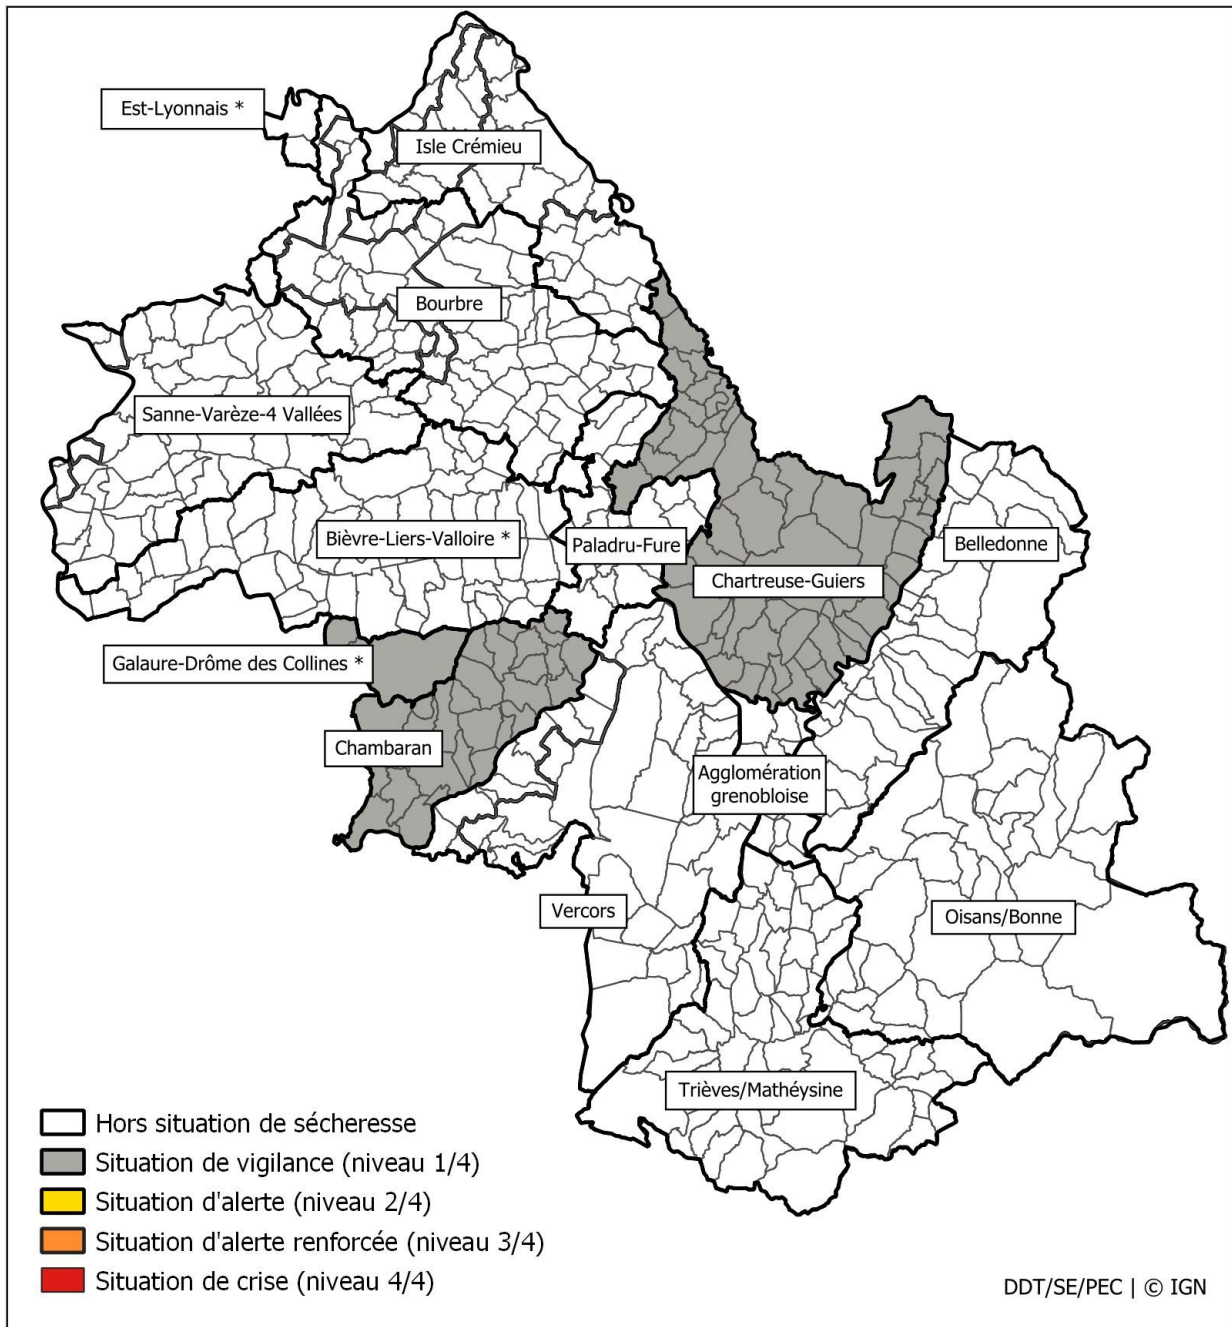 Est-Lyonnais *
Isle Crémieu
Bourbre
Sanne-Varèze-4 Vallées
Bièvre-Liers-Valloire *
Paladru-Fure
Belledonne
Chartreuse-Guiers
Galaure-Drôme des Collines *
Chambaran
Agglomération
grenobloise
Vercors
Oisans/Bonne
Trièves/Mathéysine
Hors situation de sécheresse
Situation de vigilance (niveau 1/4)
Situation d'alerte (niveau 2/4)
Situation d'alerte renforcée (niveau 3/4)
Situation de crise (niveau 4/4)
DDT/SE/PEC | © IGN